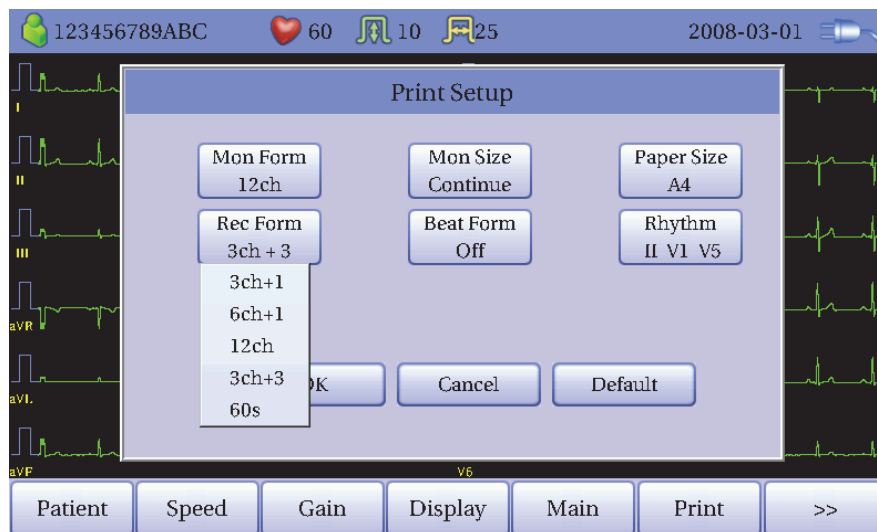 123456789ABC 60 10 25 2008-03-01
Print Setup
I
II
III
aVR
aVL
aVF
Mon Form
12ch
Mon Size
Continue
Paper Size
A4
Rec Form
3ch + 3
Beat Form
Off
Rhythm
II V1 V5
3ch+1
6ch+1
12ch
3ch+3
60s
Cancel
Default
V6
Patient Speed Gain Display Main Print >>